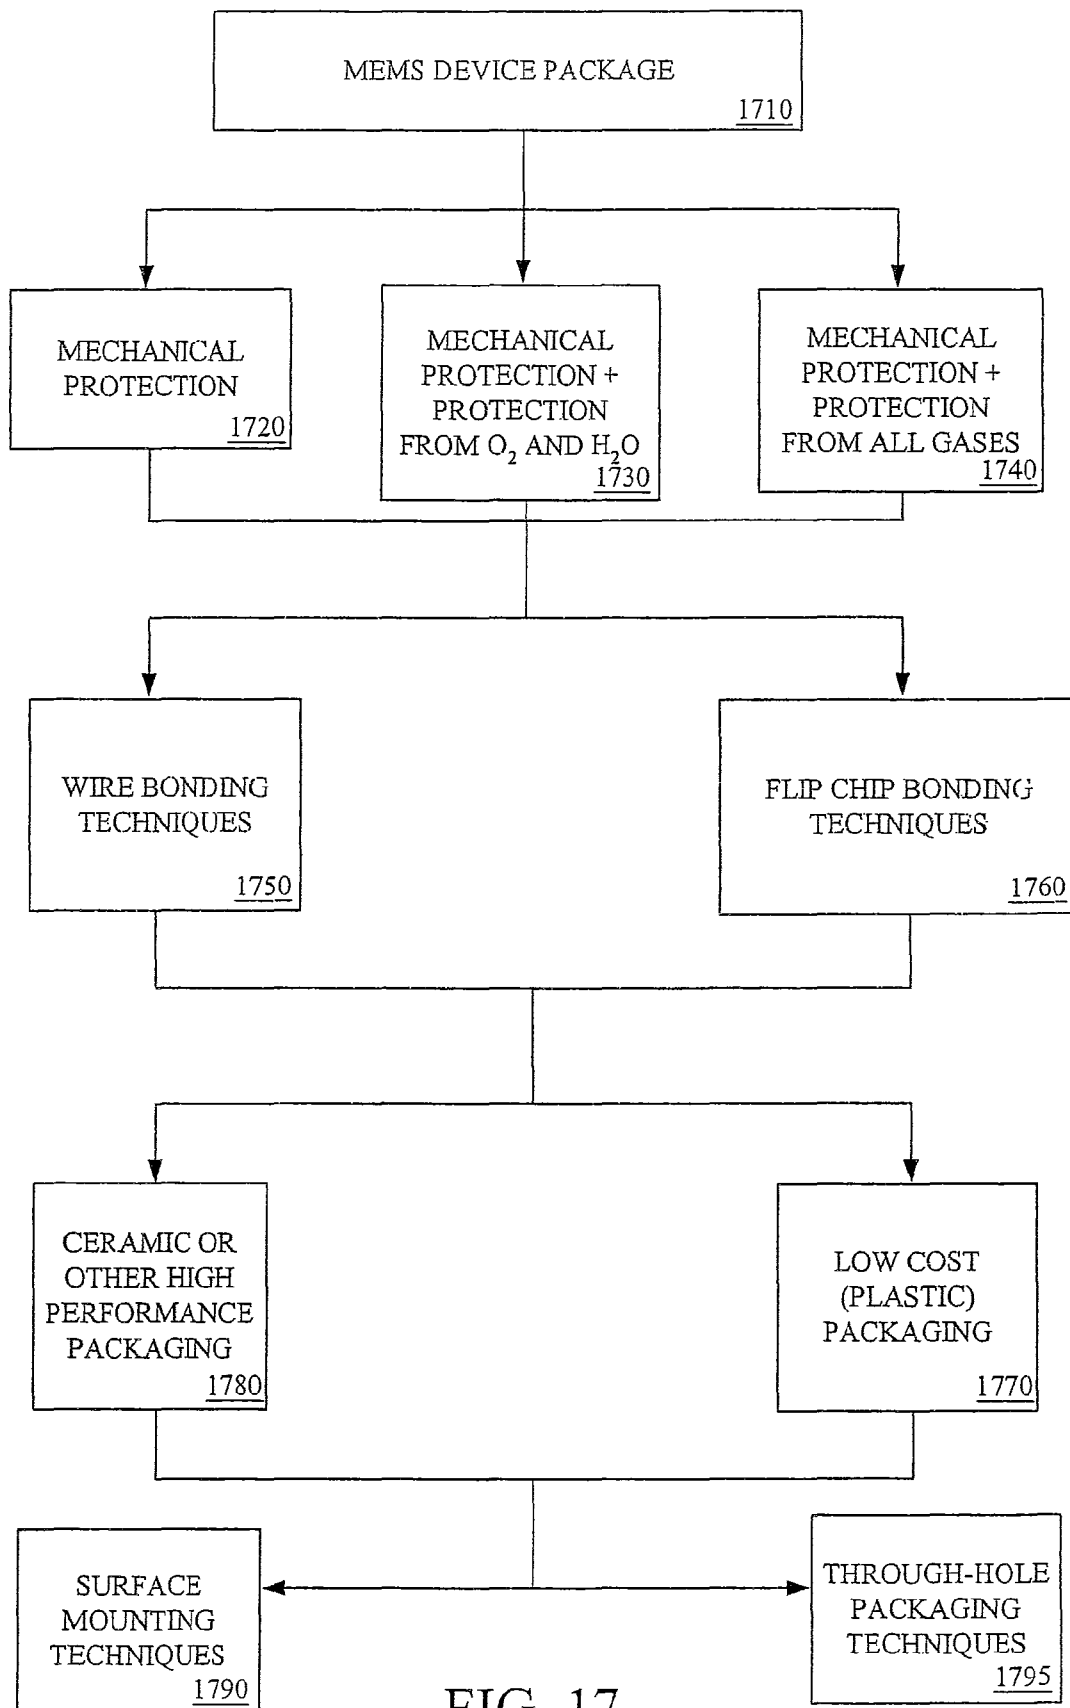 MEMS DEVICE PACKAGE
1710
MECHANICAL
PROTECTION
1720
MECHANICAL
PROTECTION +
PROTECTION
FROM O₂ AND H₂O
1730
MECHANICAL
PROTECTION +
PROTECTION
FROM ALL GASES
1740
WIRE BONDING
TECHNIQUES
1750
FLIP CHIP BONDING
TECHNIQUES
1760
CERAMIC OR
OTHER HIGH
PERFORMANCE
PACKAGING
1780
LOW COST
(PLASTIC)
PACKAGING
1770
SURFACE
MOUNTING
TECHNIQUES
1790
THROUGH-HOLE
PACKAGING
TECHNIQUES
1795
FIG. 17